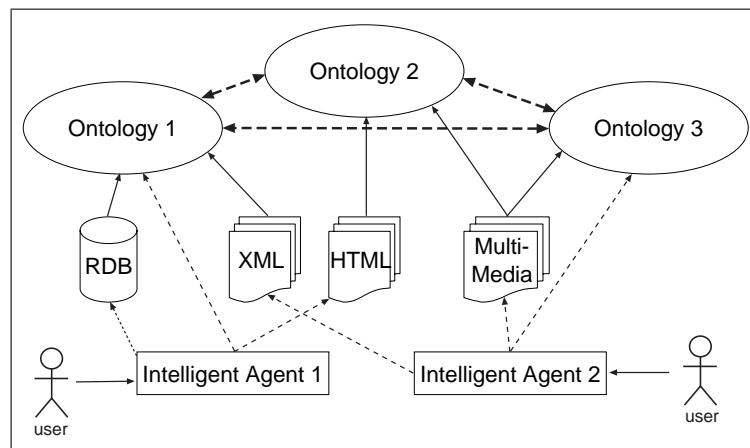 Ontology 2
Ontology 1
Ontology 3
RDB
XML
HTML
Multi-
Media
Intelligent Agent 1
Intelligent Agent 2
user
user